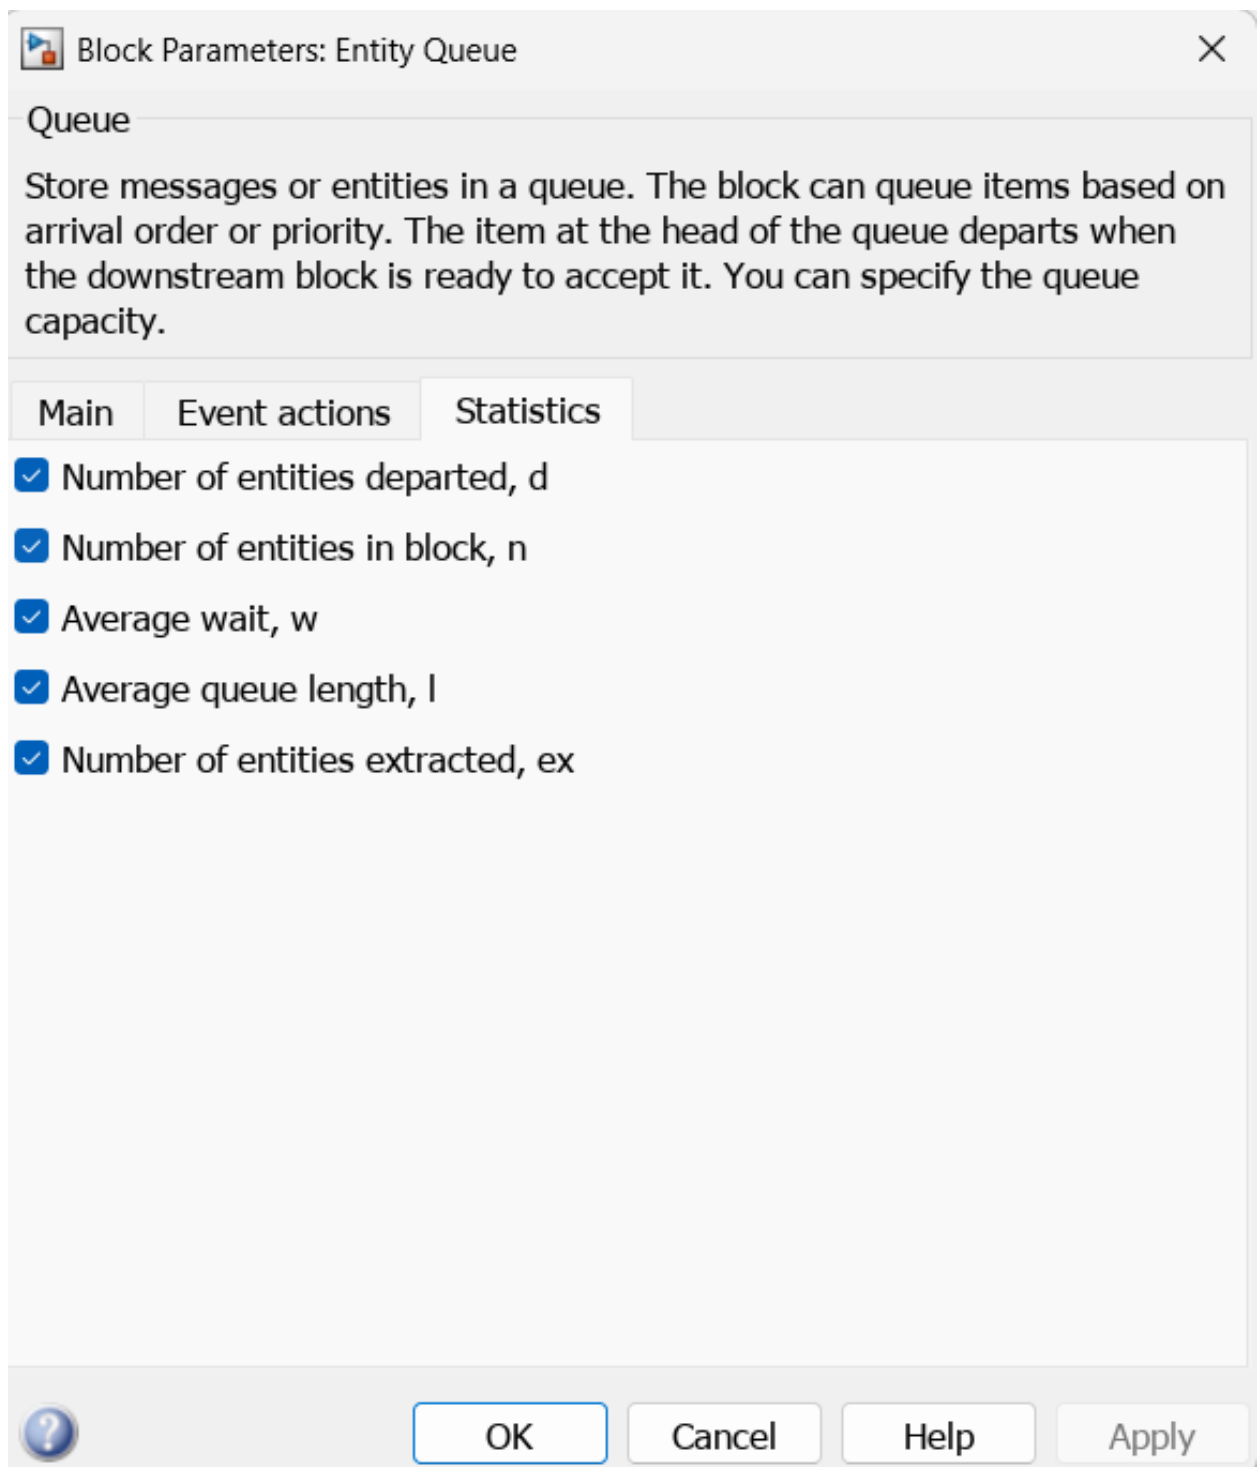 Block Parameters: Entity Queue
Queue
Store messages or entities in a queue. The block can queue items based on
arrival order or priority. The item at the head of the queue departs when
the downstream block is ready to accept it. You can specify the queue
capacity.
Main Event actions Statistics
Number of entities departed, d
Number of entities in block, n
Average wait, w
Average queue length, l
Number of entities extracted, ex
? OK Cancel Help Apply